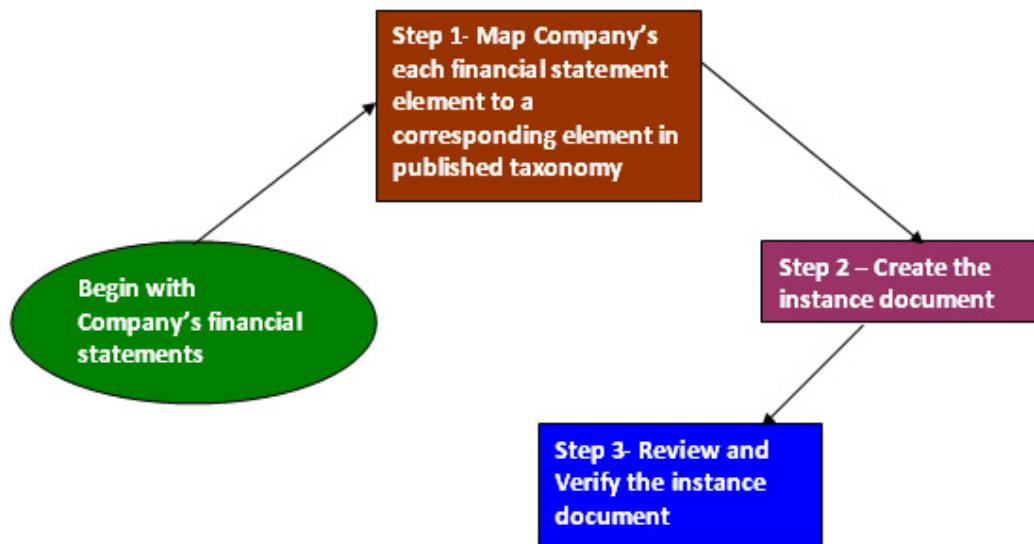 Step 1- Map Company’s
each financial statement
element to a
corresponding element in
published taxonomy
Begin with
Company’s financial
statements
Step 2 – Create the
instance document
Step 3- Review and
Verify the instance
document